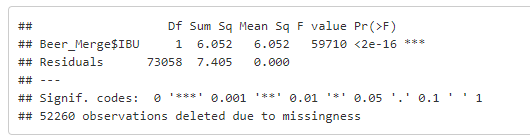 ##                  Df Sum Sq Mean Sq F value Pr(>F)
## Beer_Merge$IBU    1  6.052   6.052   59710 <2e-16 ***
## Residuals     73058  7.405   0.000
## ---
## Signif. codes:  0 '***' 0.001 '**' 0.01 '*' 0.05 '.' 0.1 ' ' 1
## 52260 observations deleted due to missingness